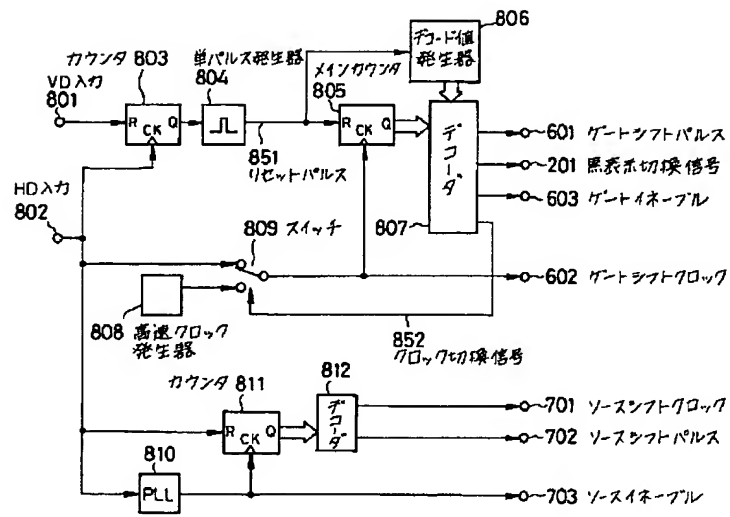 806
カウンタ 803
単パルス発生器
804
デコード値
発生器
VD入力
801
メインカウンタ
805
R
CK
Q
R
CK
Q
デコーダ
601 ゲートシフトパルス
851
リセットパルス
201 黒表示切換信号
HD入力
802
603 ゲートイネーブル
807
809 スイッチ
602 ゲートシフトクロック
808 高速クロック
発生器
852
クロック切換信号
カウンタ 811
812
701 ソースシフトクロック
R
CK
Q
デコーダ
702 ソースシフトパルス
810
PLL
703 ソースイネーブル